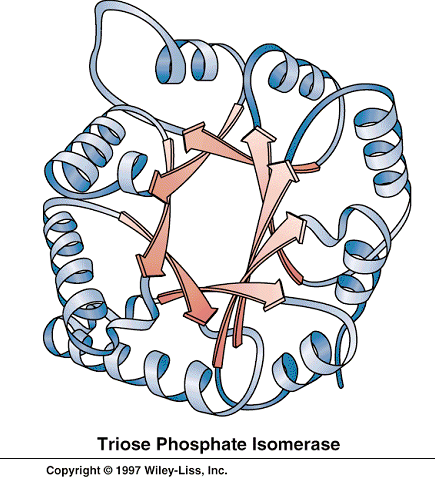 Triose Phosphate Isomerase
Copyright © 1997 Wiley-Liss, Inc.